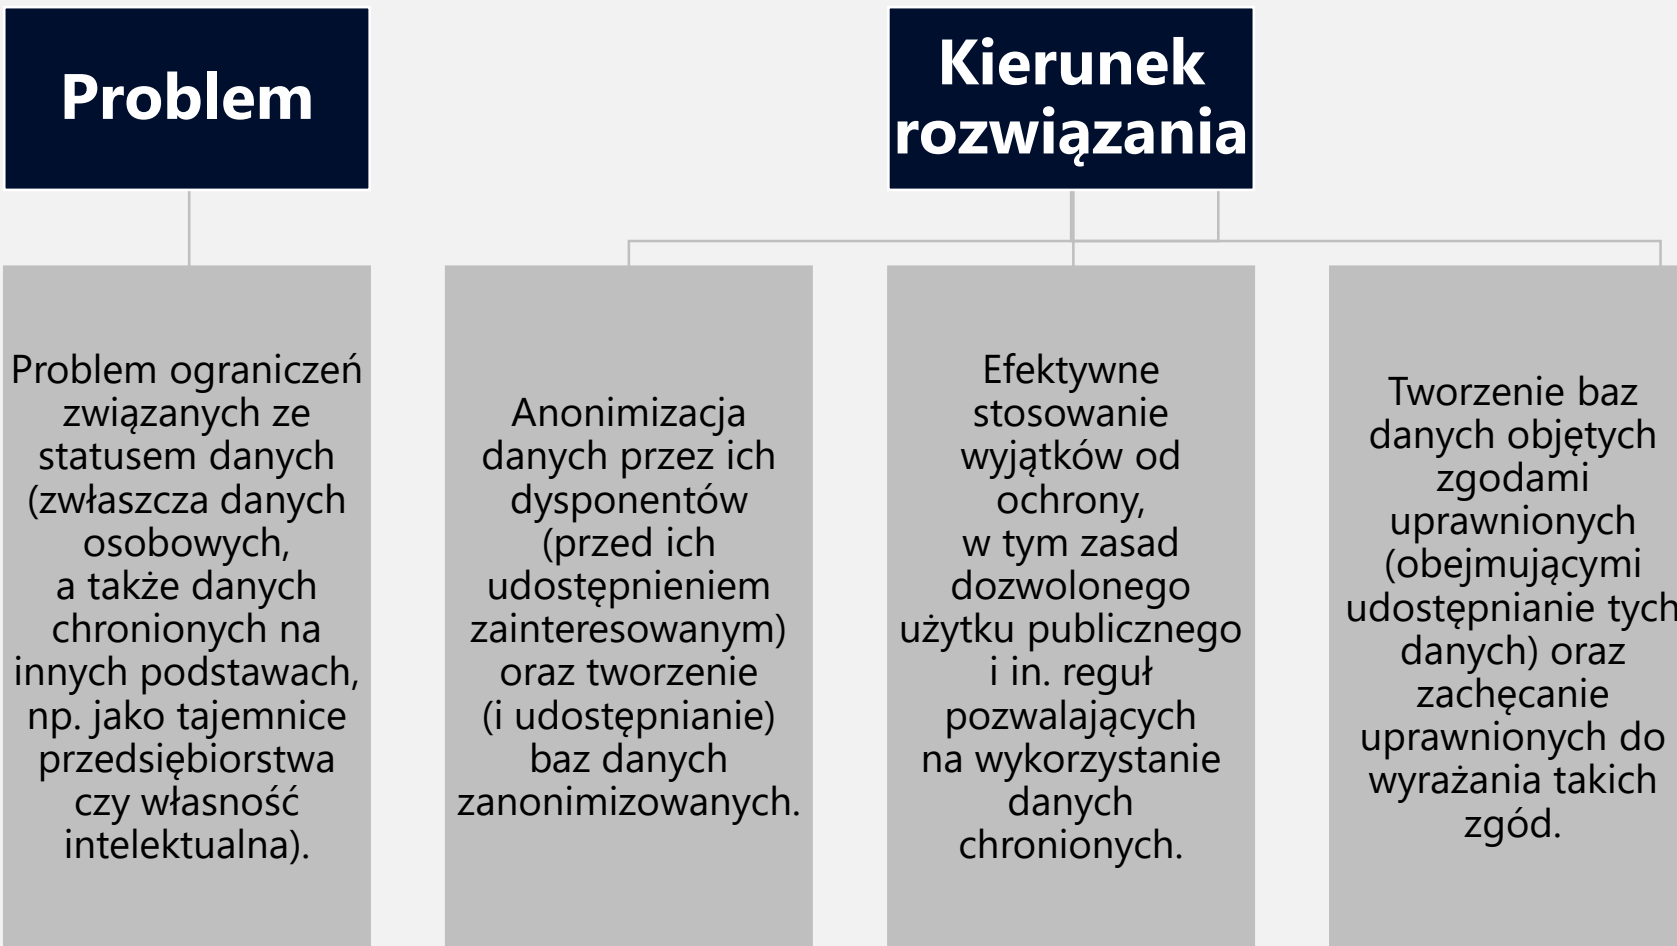 Problem
Kierunek
rozwiązania
Problem ograniczeń
związanych ze
statusem danych
(zwłaszcza danych
osobowych,
a także danych
chronionych na
innych podstawach,
np. jako tajemnice
przedsiębiorstwa
czy własność
intelektualna).
Anonimizacja
danych przez ich
dysponentów
(przed ich
udostępnieniem
zainteresowanym)
oraz tworzenie
(i udostępnianie)
baz danych
zanonimizowanych.
Efektywne
stosowanie
wyjątków od
ochrony,
w tym zasad
dozwolonego
użytku publicznego
i in. reguł
pozwalających
na wykorzystanie
danych
chronionych.
Tworzenie baz
danych objętych
zgodami
uprawnionych
(obejmującymi
udostępnianie tych
danych) oraz
zachęcanie
uprawnionych do
wyrażania takich
zgód.